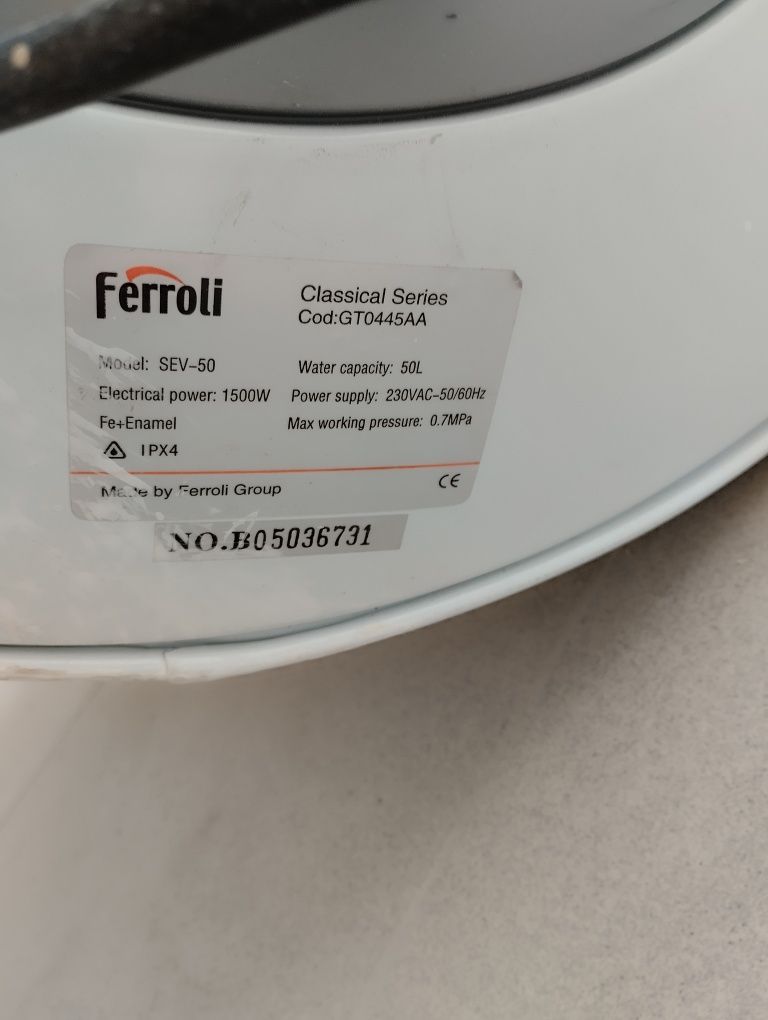 Ferroli
Classical Series
Cod:GT0445AA
Model: SEV-50
Water capacity: 50L
Electrical power: 1500W
Power supply: 230VAC-50/60Hz
Fe+Enamel
Max working pressure: 0.7MPa
IPX4
Made by Ferroli Group
CE
NO.B05036731